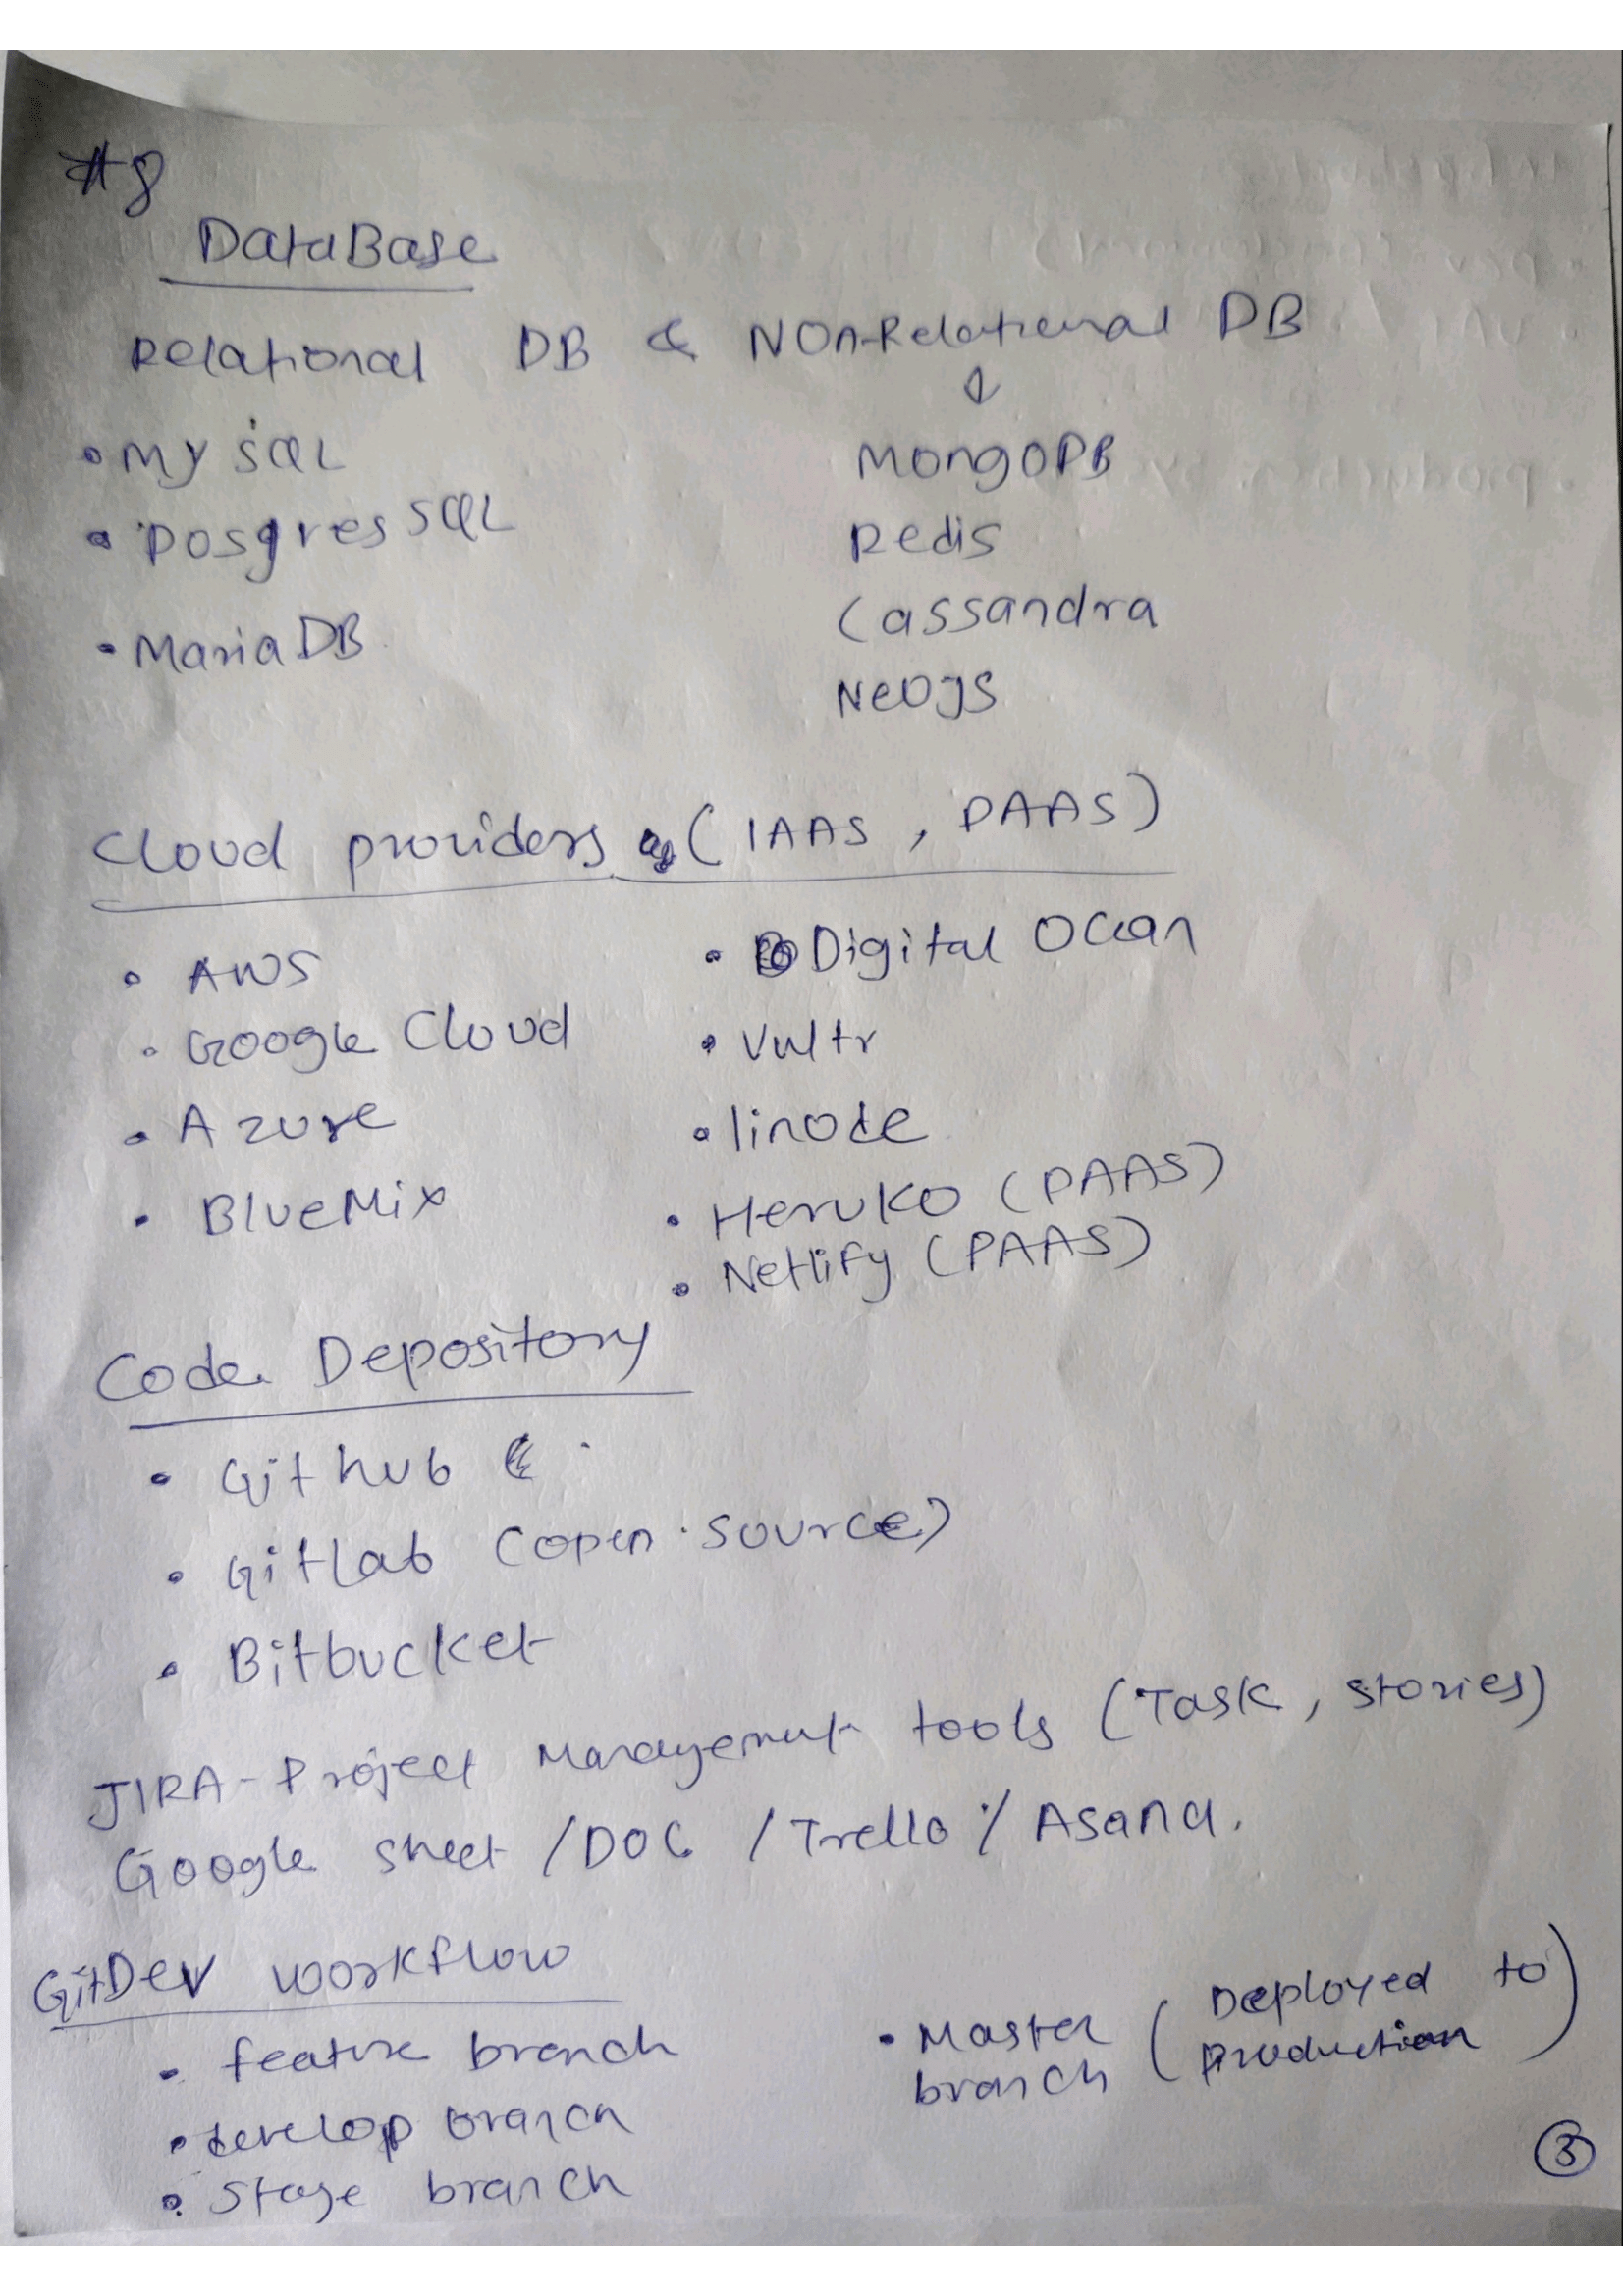 #8
DataBase
Relational DB & NON-Relational DB
• MySQL
• PosgresSQL
• MariaDB
MongoDB
Redis
Cassandra
NeoJS
Cloud providers (IAAS, PAAS)
• AWS
• Google Cloud
• Azure
• BlueMix
• Digital Ocean
• Vultr
• linode
• Heruko (PAAS)
• Netlify (PAAS)
Code Depository
• Github
• GitLab (open source)
• Bitbucket
JIRA - Project Management tools (Task, stories)
Google sheet / DOC / Trello / Asana.
GitDev workflow
• feature branch
• develop branch
• Stage branch
• Master branch (Deployed to production)
3